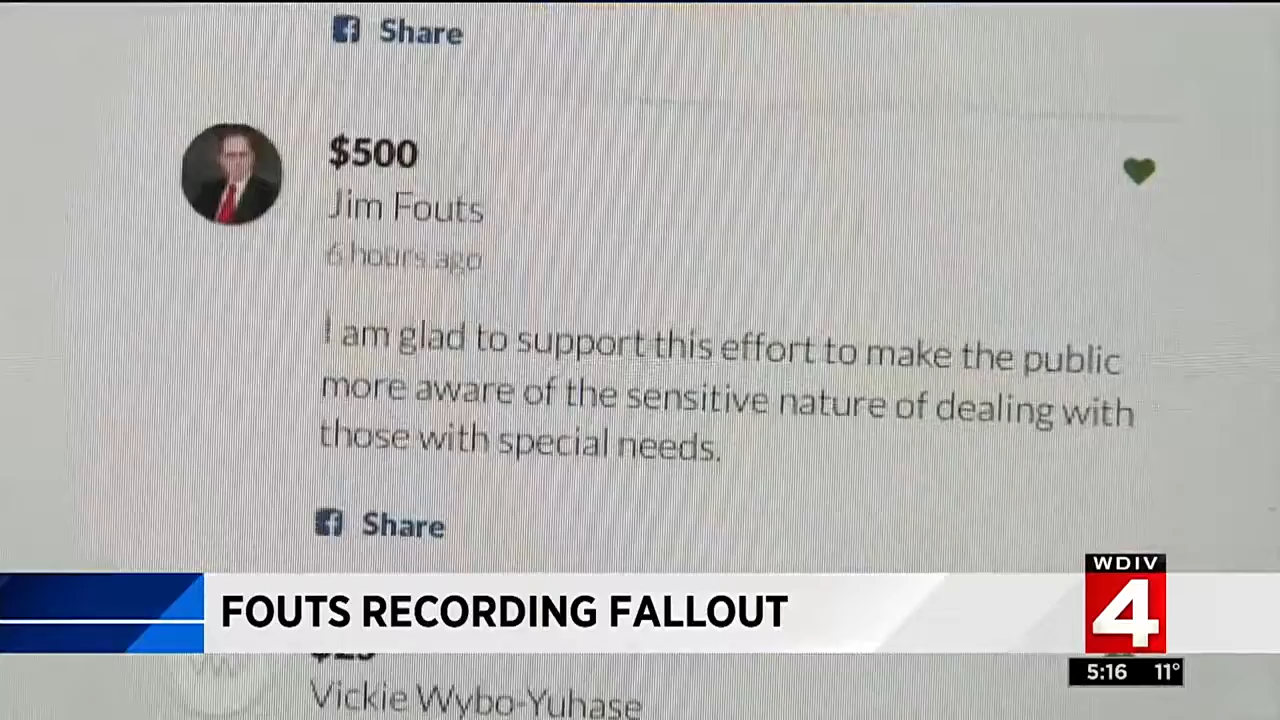 Share
$500
Jim Fouts
6 hours ago
I am glad to support this effort to make the public
more aware of the sensitive nature of dealing with
those with special needs.
Share
FOUTS RECORDING FALLOUT
WDIV
4
5:16 11°
Vickie Wybo-Yuhase